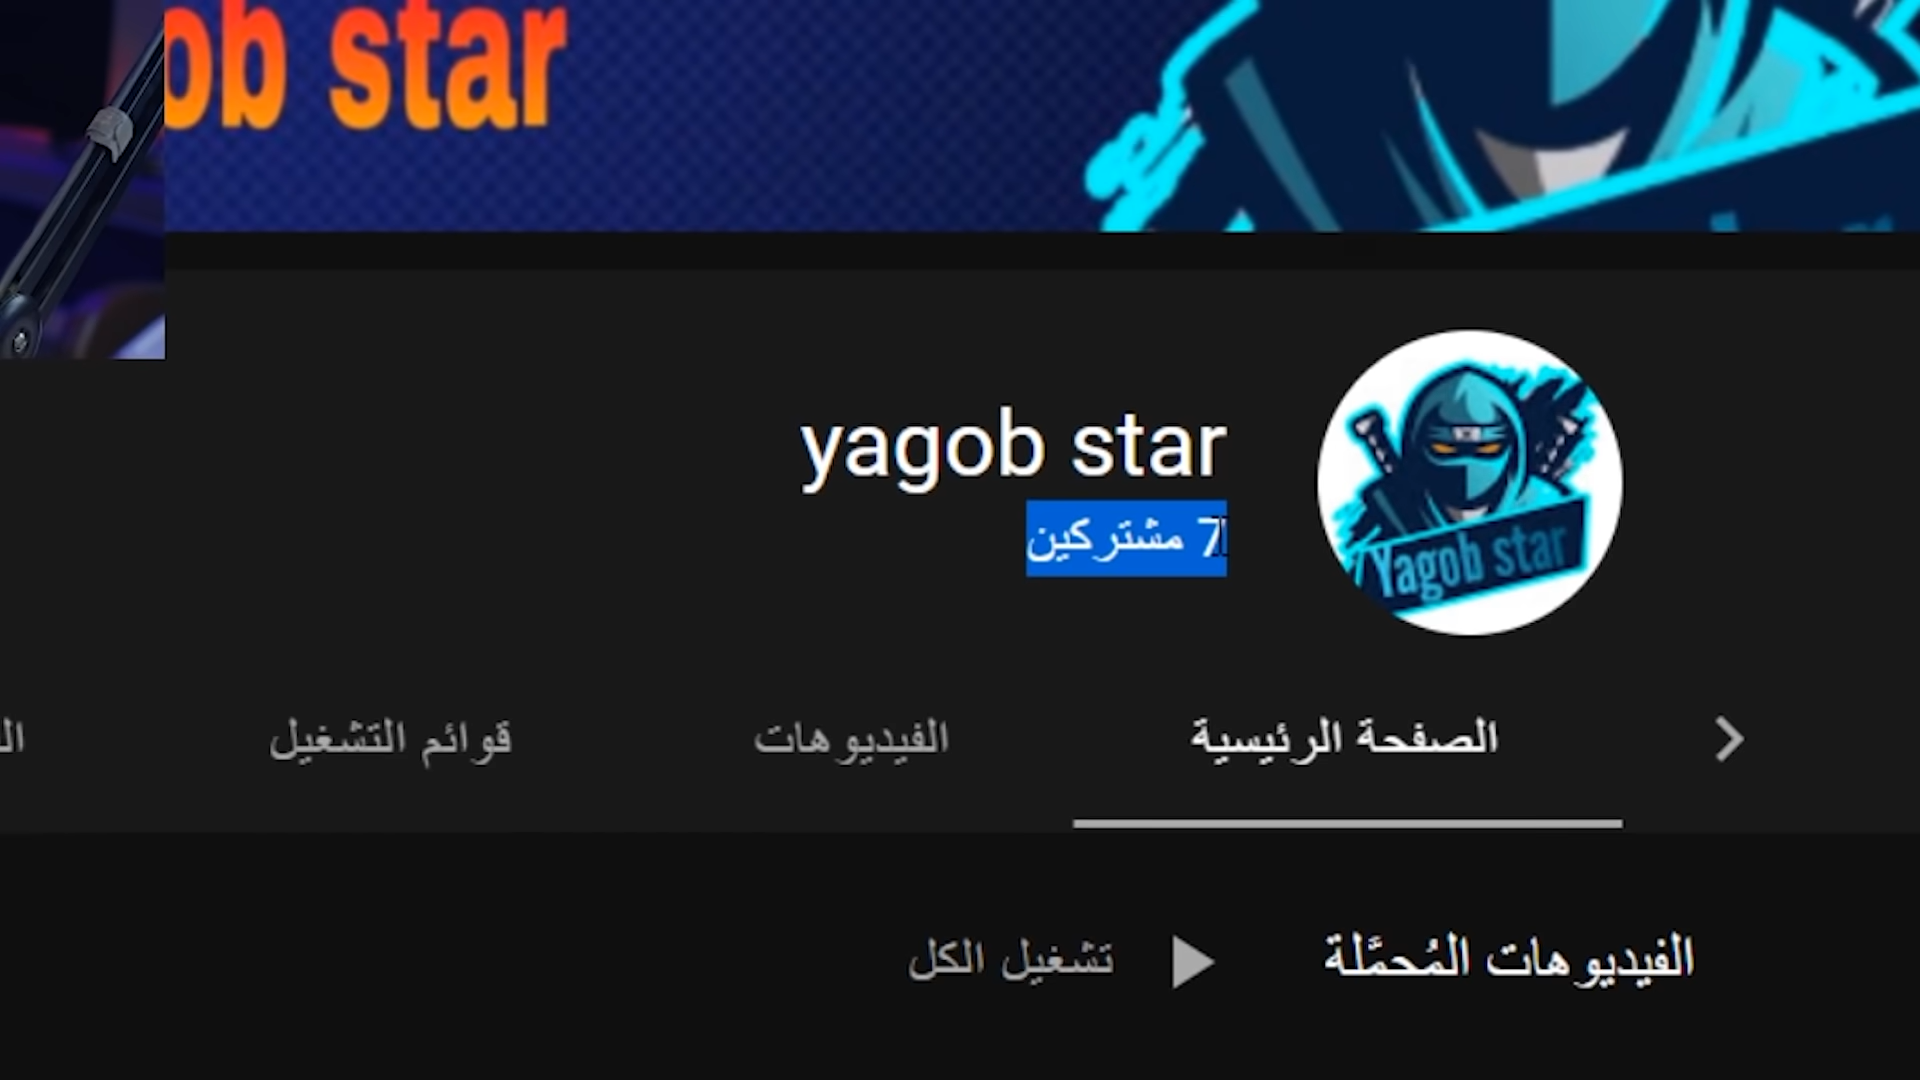 ob star
yagob star
7 مشتركين
Yagob star
الصفحة الرئيسية
الفيديوهات
قوائم التشغيل
الفيديوهات المُحمَّلة
تشغيل الكل